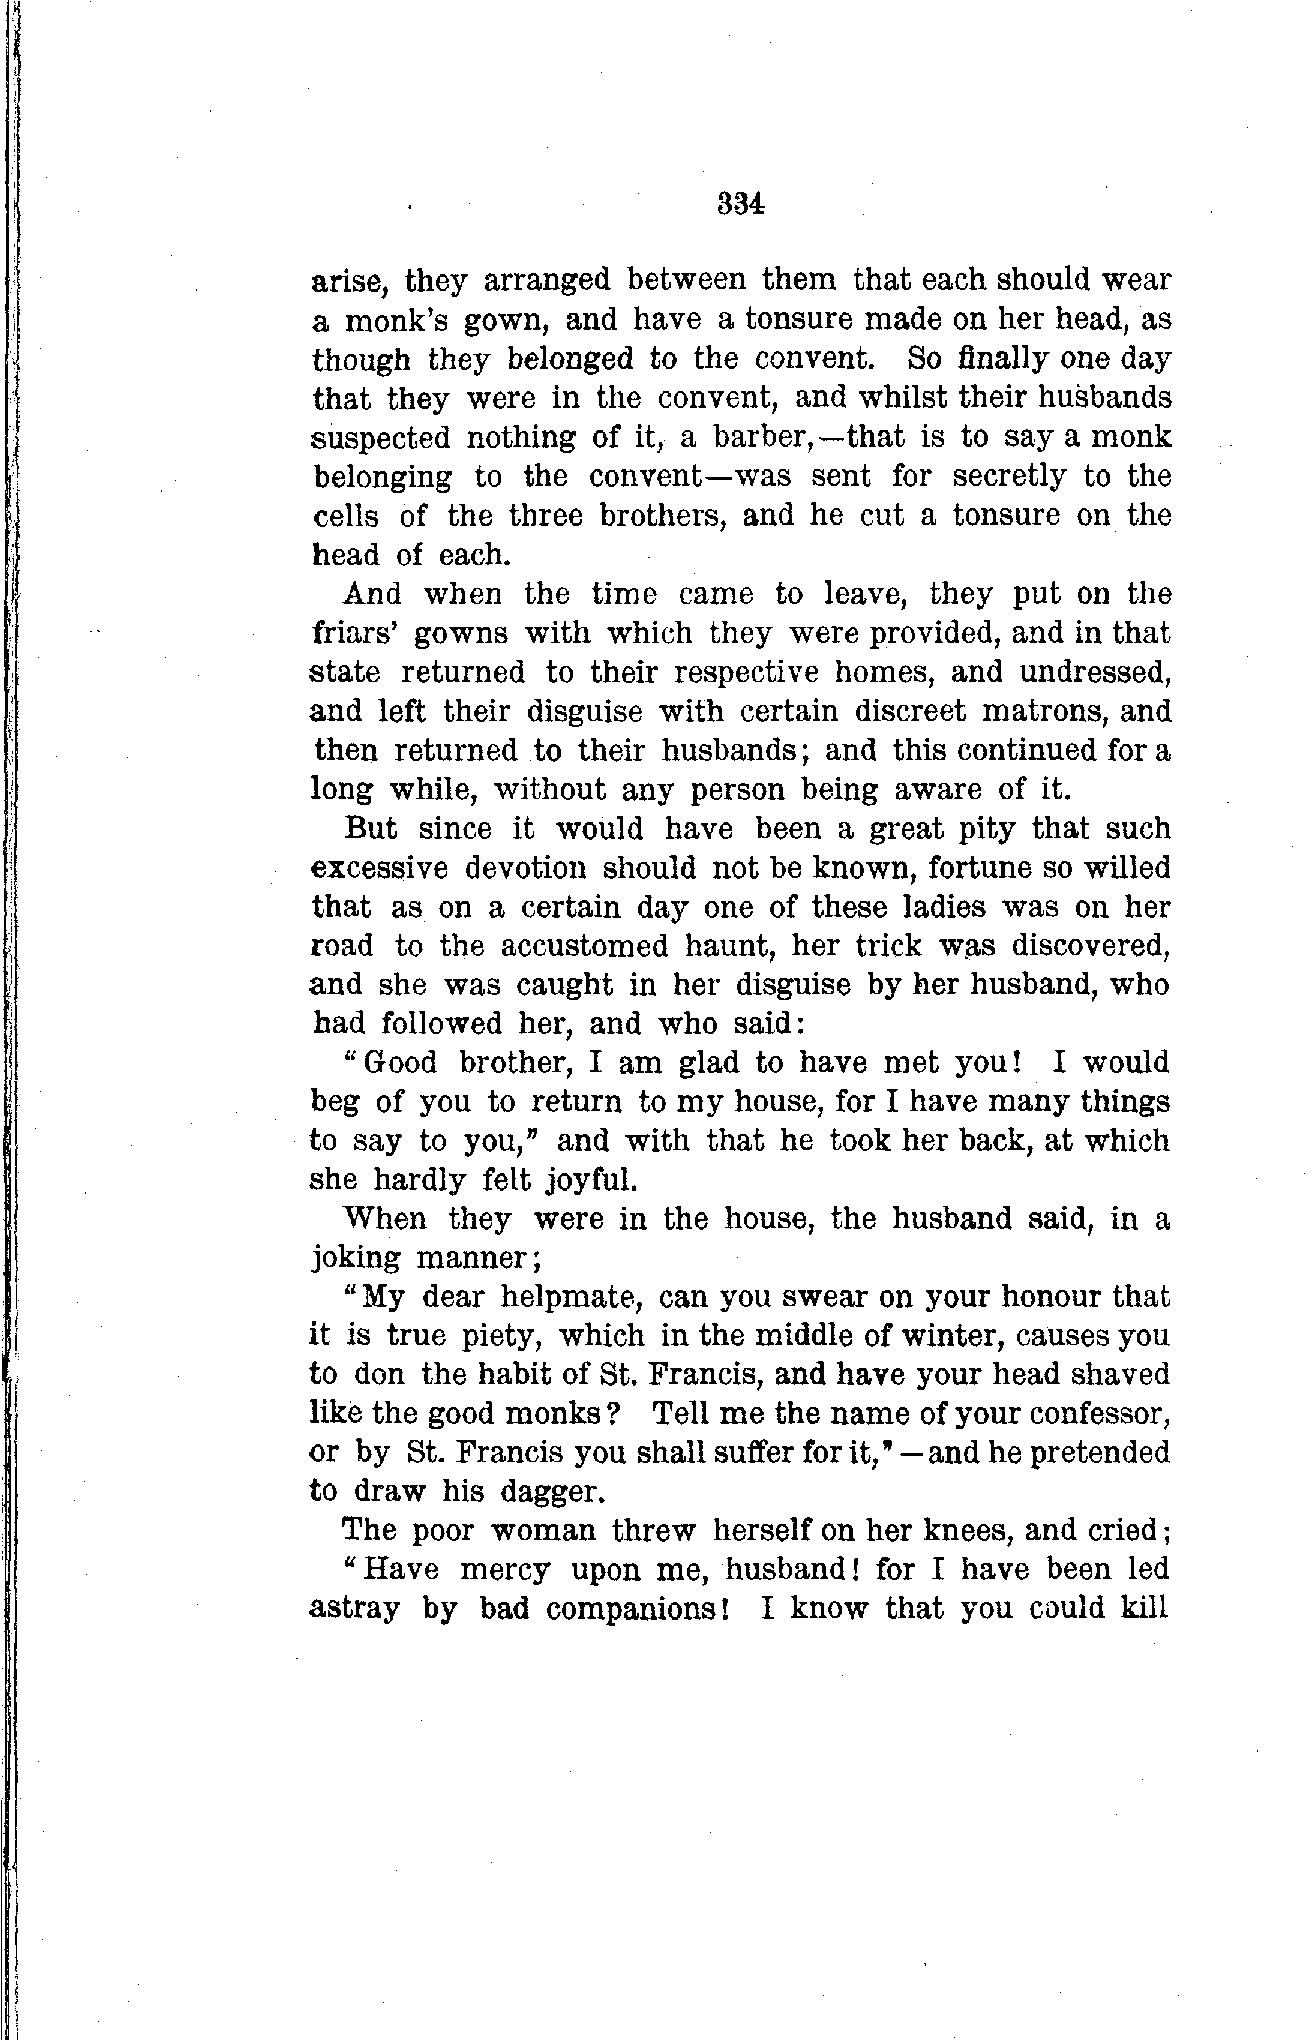 334
arise, they arranged between them that each should wear
a monk's gown, and have a tonsure made on her head, as
though they belonged to the convent. So finally one day
that they were in the convent, and whilst their husbands
suspected nothing of it, a barber,—that is to say a monk
belonging to the convent—was sent for secretly to the
cells of the three brothers, and he cut a tonsure on the
head of each.
And when the time came to leave, they put on the
friars' gowns with which they were provided, and in that
state returned to their respective homes, and undressed,
and left their disguise with certain discreet matrons, and
then returned to their husbands; and this continued for a
long while, without any person being aware of it.
But since it would have been a great pity that such
excessive devotion should not be known, fortune so willed
that as on a certain day one of these ladies was on her
road to the accustomed haunt, her trick was discovered,
and she was caught in her disguise by her husband, who
had followed her, and who said:
"Good brother, I am glad to have met you! I would
beg of you to return to my house, for I have many things
to say to you," and with that he took her back, at which
she hardly felt joyful.
When they were in the house, the husband said, in a
joking manner;
"My dear helpmate, can you swear on your honour that
it is true piety, which in the middle of winter, causes you
to don the habit of St. Francis, and have your head shaved
like the good monks? Tell me the name of your confessor,
or by St. Francis you shall suffer for it,"—and he pretended
to draw his dagger.
The poor woman threw herself on her knees, and cried;
"Have mercy upon me, husband! for I have been led
astray by bad companions! I know that you could kill